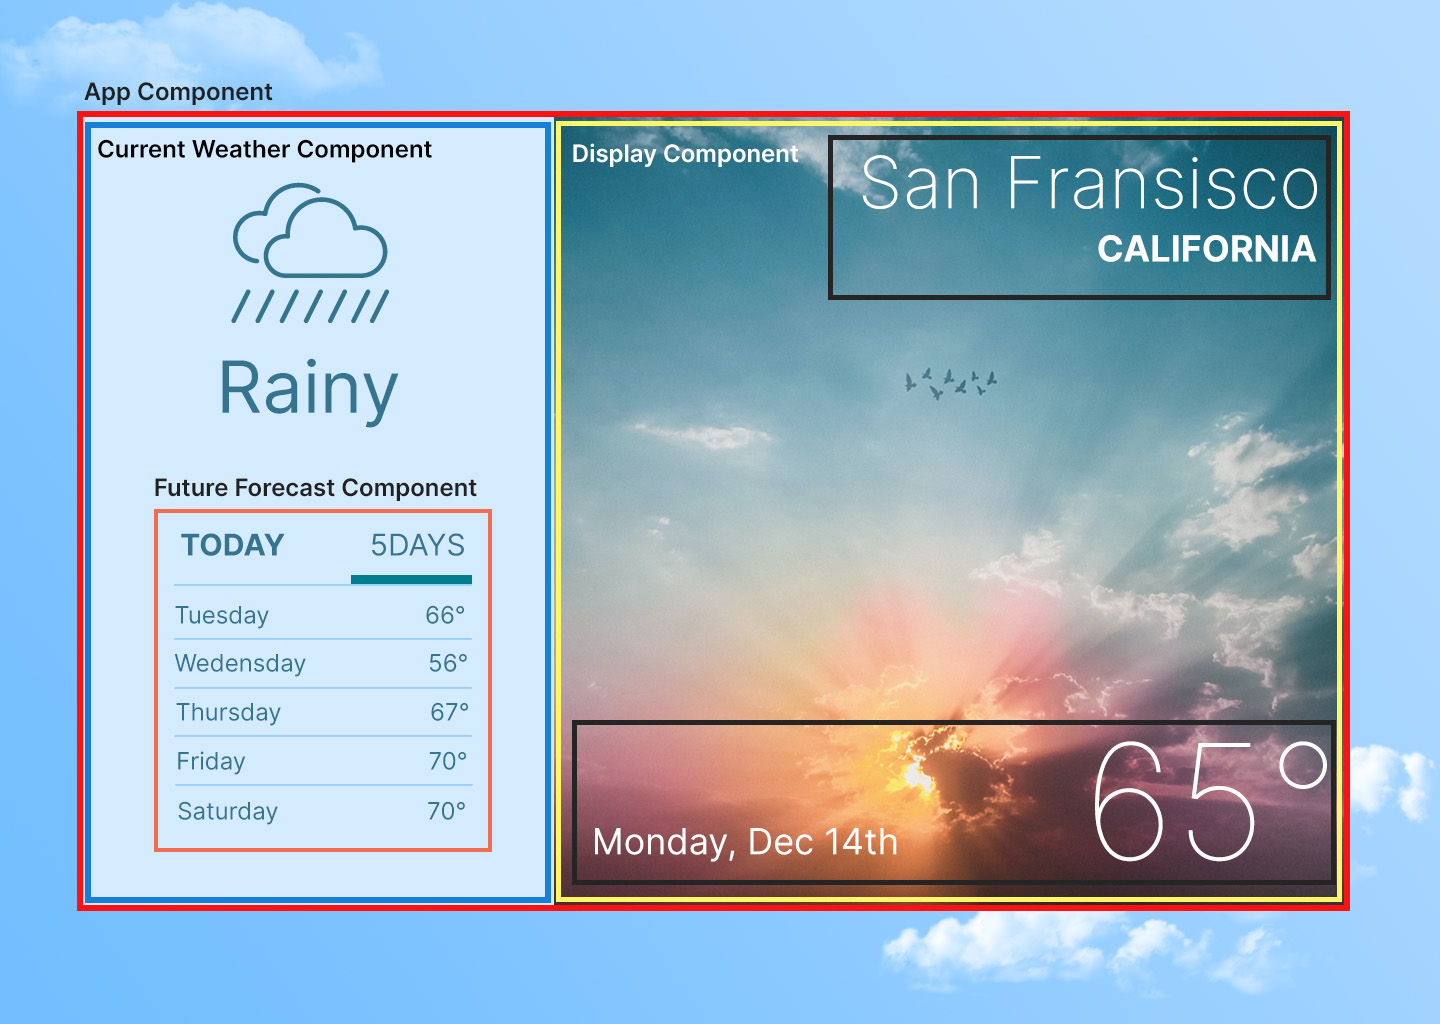 App Component
Current Weather Component
Rainy
Future Forecast Component
TODAY 5DAYS
Tuesday 66°
Wedensday 56°
Thursday 67°
Friday 70°
Saturday 70°
Display Component
San Fransisco
CALIFORNIA
Monday, Dec 14th 65°